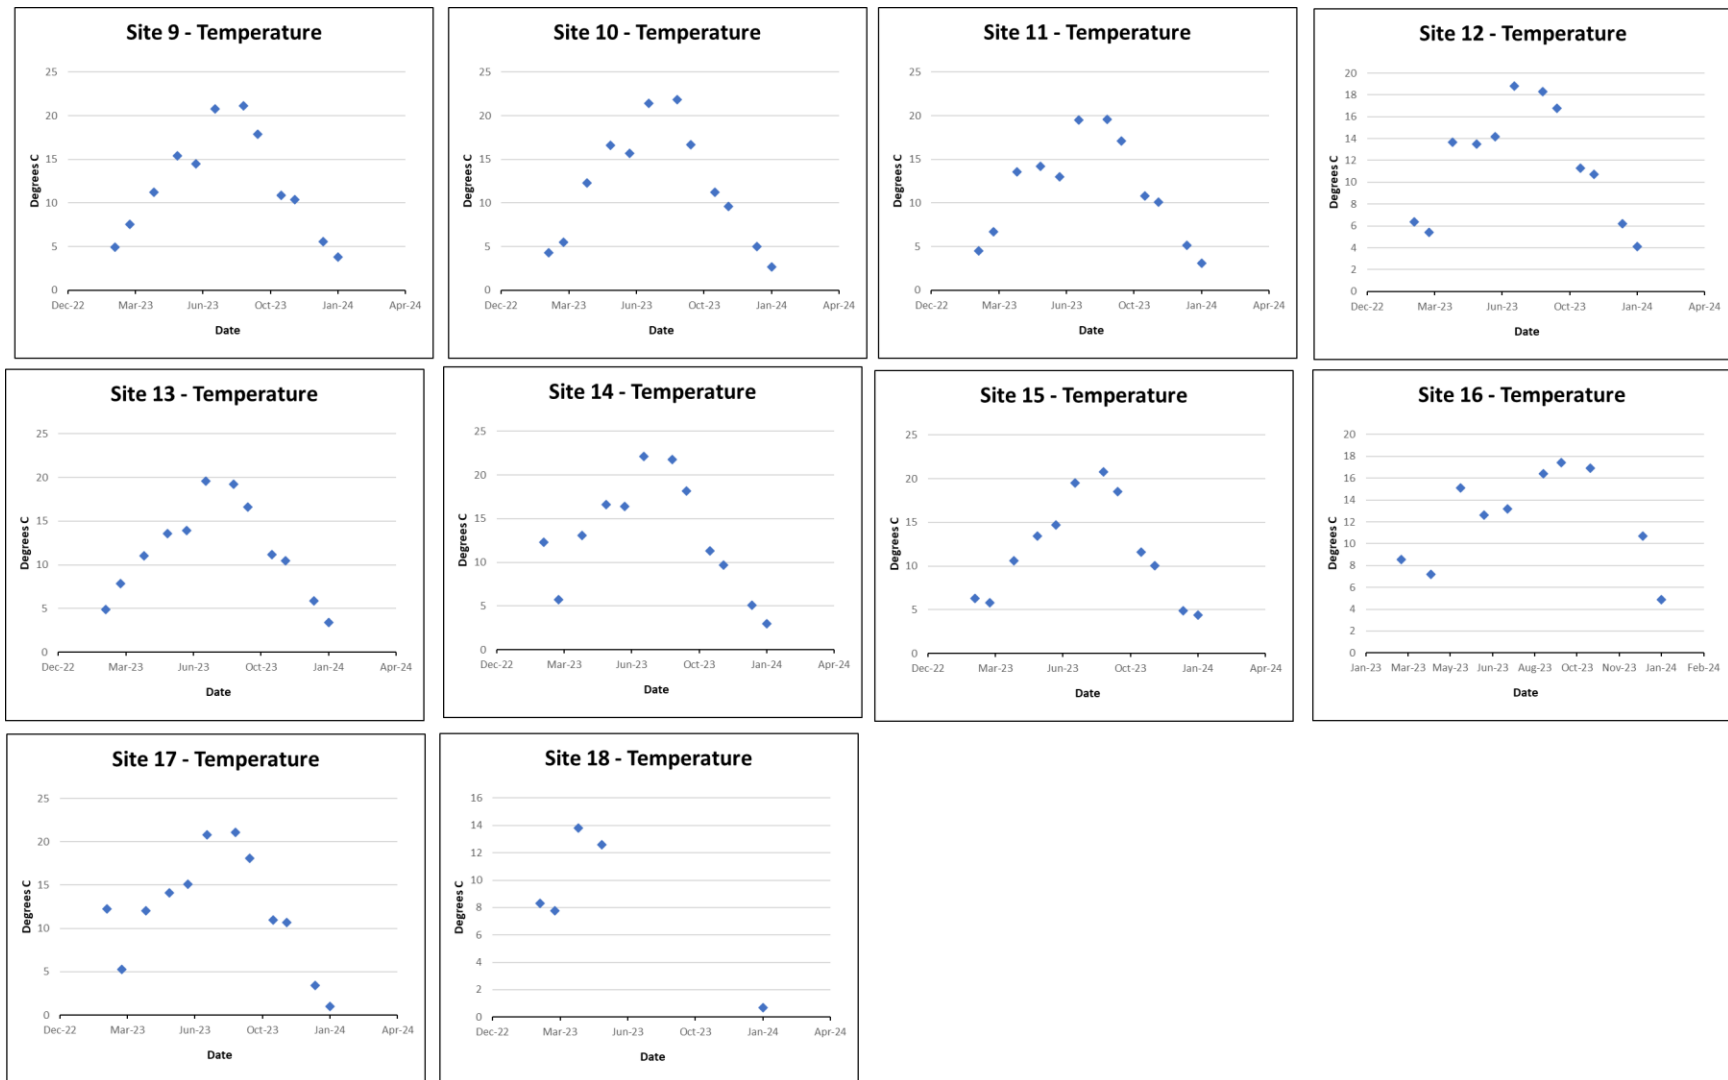 Site 9 - Temperature
25
20
15
10
5
0
Degrees C
Dec-22 Mar-23 Jun-23 Oct-23 Jan-24 Apr-24
Date
Site 10 - Temperature
25
20
15
10
5
0
Degrees C
Dec-22 Mar-23 Jun-23 Oct-23 Jan-24 Apr-24
Date
Site 11 - Temperature
25
20
15
10
5
0
Degrees C
Dec-22 Mar-23 Jun-23 Oct-23 Jan-24 Apr-24
Date
Site 12 - Temperature
20
18
16
14
12
10
8
6
4
2
0
Degrees C
Dec-22 Mar-23 Jun-23 Oct-23 Jan-24 Apr-24
Date
Site 13 - Temperature
25
20
15
10
5
0
Degrees C
Dec-22 Mar-23 Jun-23 Oct-23 Jan-24 Apr-24
Date
Site 14 - Temperature
25
20
15
10
5
0
Degrees C
Dec-22 Mar-23 Jun-23 Oct-23 Jan-24 Apr-24
Date
Site 15 - Temperature
25
20
15
10
5
0
Degrees C
Dec-22 Mar-23 Jun-23 Oct-23 Jan-24 Apr-24
Date
Site 16 - Temperature
20
18
16
14
12
10
8
6
4
2
0
Degrees C
Jan-23 Mar-23 May-23 Jun-23 Aug-23 Oct-23 Nov-23 Jan-24 Feb-24
Date
Site 17 - Temperature
25
20
15
10
5
0
Degrees C
Dec-22 Mar-23 Jun-23 Oct-23 Jan-24 Apr-24
Date
Site 18 - Temperature
16
14
12
10
8
6
4
2
0
Degrees C
Dec-22 Mar-23 Jun-23 Oct-23 Jan-24 Apr-24
Date